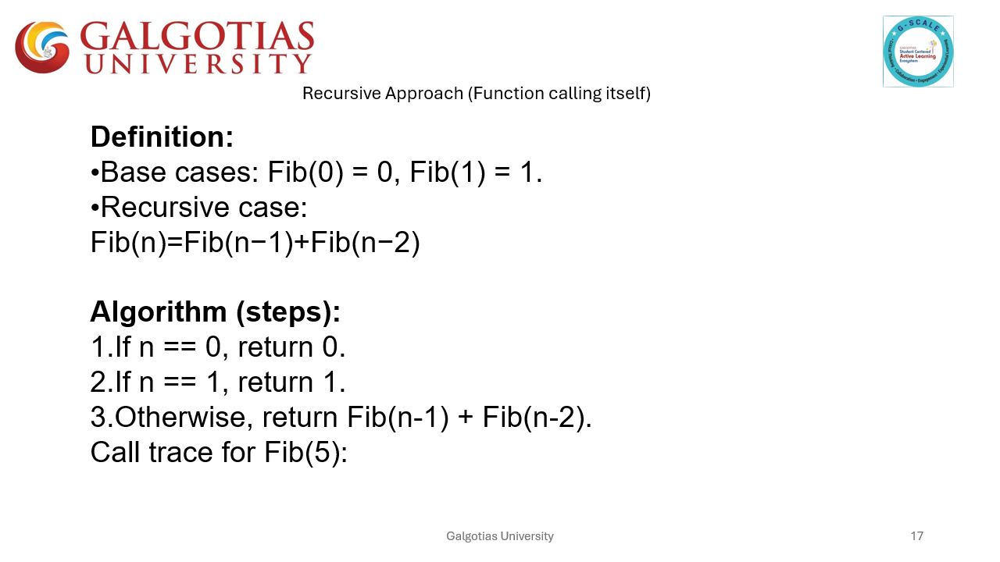 GALGOTIAS
UNIVERSITY
G-SCALE
GALGOTIAS
Student Centered
Active Learning
Ecosystem
Recursive Approach (Function calling itself)
Definition:
•Base cases: Fib(0) = 0, Fib(1) = 1.
•Recursive case:
Fib(n)=Fib(n−1)+Fib(n−2)
Algorithm (steps):
1.If n == 0, return 0.
2.If n == 1, return 1.
3.Otherwise, return Fib(n-1) + Fib(n-2).
Call trace for Fib(5):
Galgotias University
17